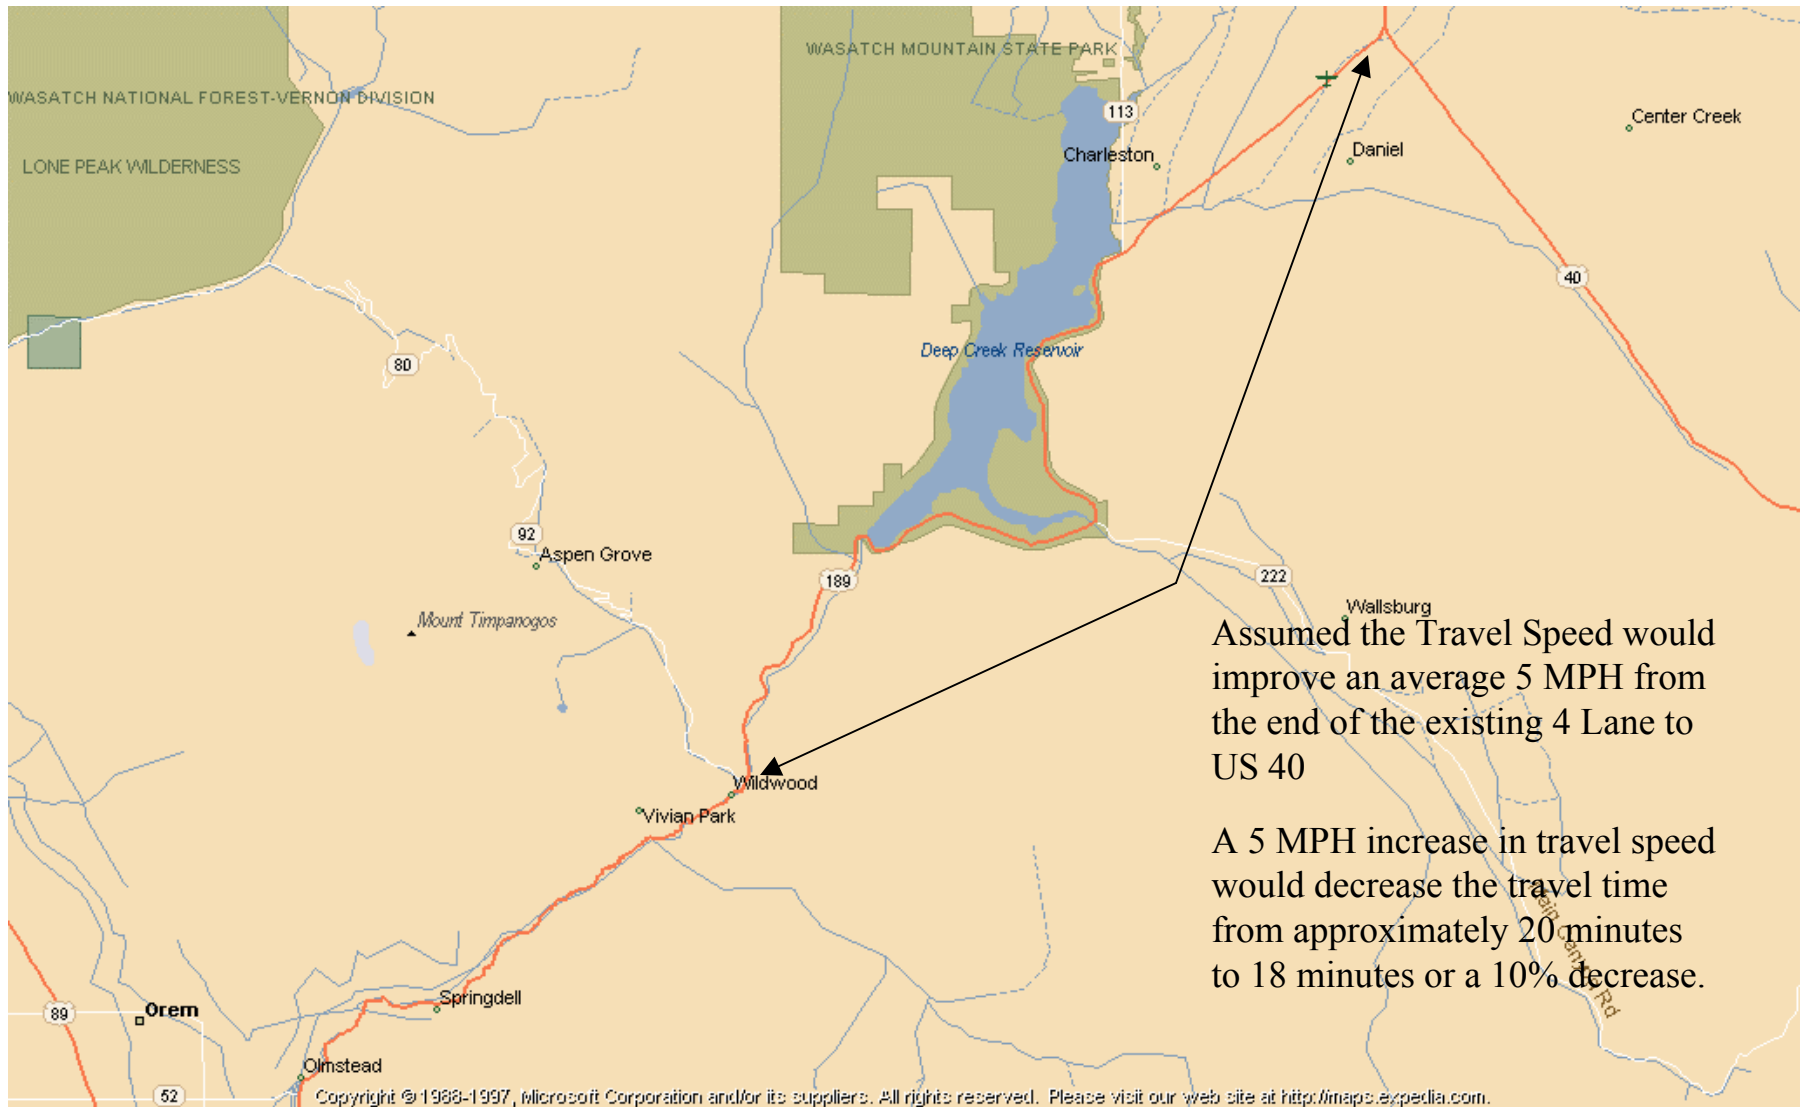 WASATCH MOUNTAIN STATE PARK
WASATCH NATIONAL FOREST-VERNON DIVISION
113
Center Creek
Daniel
Charleston
LONE PEAK WILDERNESS
40
Deep Creek Reservoir
80
92
Aspen Grove
189
222
Wallsburg
Mount Timpanogos
Assumed the Travel Speed would
improve an average 5 MPH from
the end of the existing 4 Lane to
US 40
Wildwood
Vivian Park
A 5 MPH increase in travel speed
would decrease the travel time
from approximately 20 minutes
to 18 minutes or a 10% decrease.
Main Canyon Rd
Springdell
89
Orem
Olmstead
52
Copyright © 1988-1997, Microsoft Corporation and/or its suppliers. All rights reserved. Please visit our web site at http://maps.expedia.com.